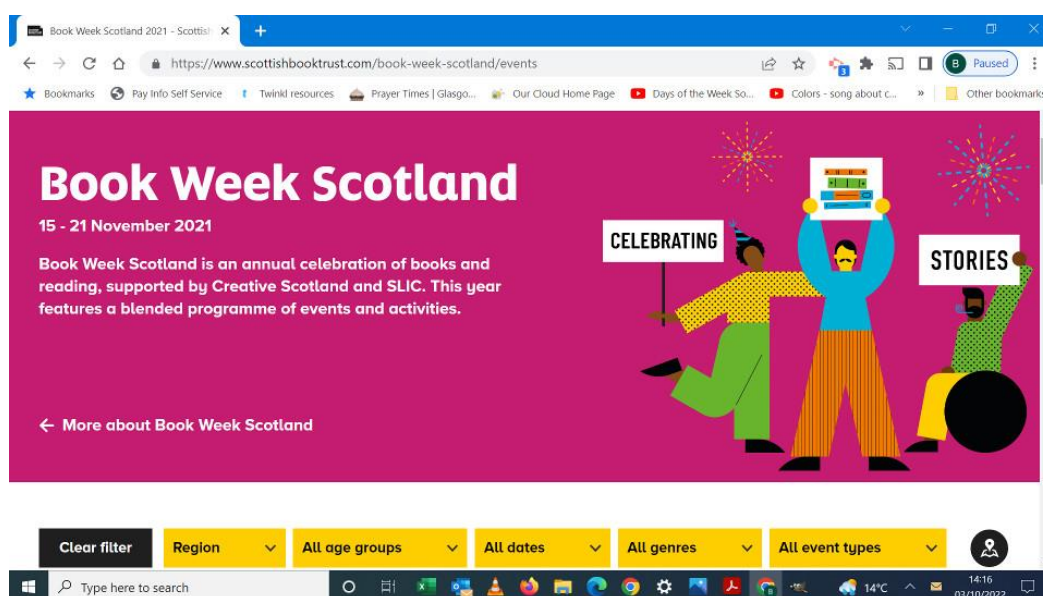 Book Week Scotland 2021 - Scottis
https://www.scottishbooktrust.com/book-week-scotland/events
3
B
Paused
Bookmarks
Pay Info Self Service
Twinkl resources
Prayer Times | Glasgo...
Our Cloud Home Page
Days of the Week So...
Colors - song about c...
»
Other bookmarks
Book Week Scotland
15 - 21 November 2021
Book Week Scotland is an annual celebration of books and
reading, supported by Creative Scotland and SLIC. This year
features a blended programme of events and activities.
CELEBRATING
STORIES
← More about Book Week Scotland
Clear filter
Region
All age groups
All dates
All genres
All event types
Type here to search
14°C
14:16
03/10/2022